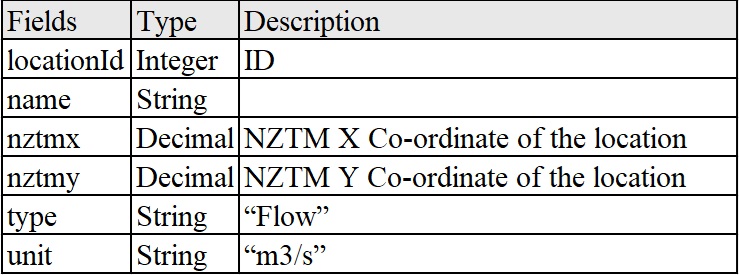 Fields Type Description
locationId Integer ID
name String
nztmx Decimal NZTM X Co-ordinate of the location
nztmy Decimal NZTM Y Co-ordinate of the location
type String “Flow”
unit String “m3/s”